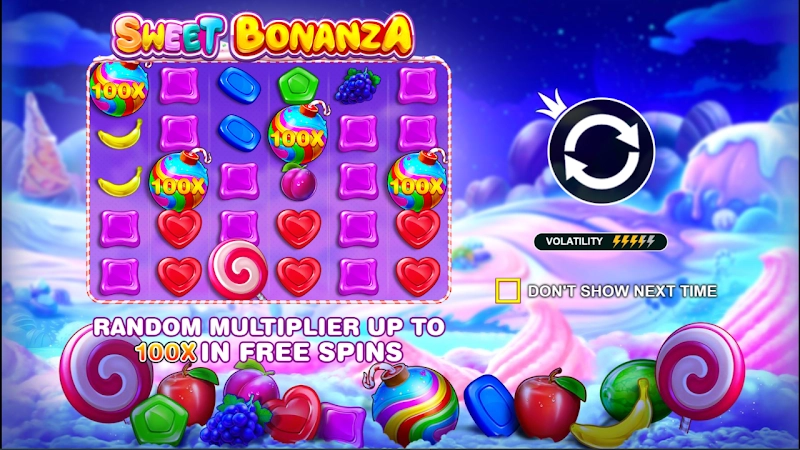 SWEET BONANZA
100X
100X
100X
100X
VOLATILITY
DON'T SHOW NEXT TIME
RANDOM MULTIPLIER UP TO
100X IN FREE SPINS